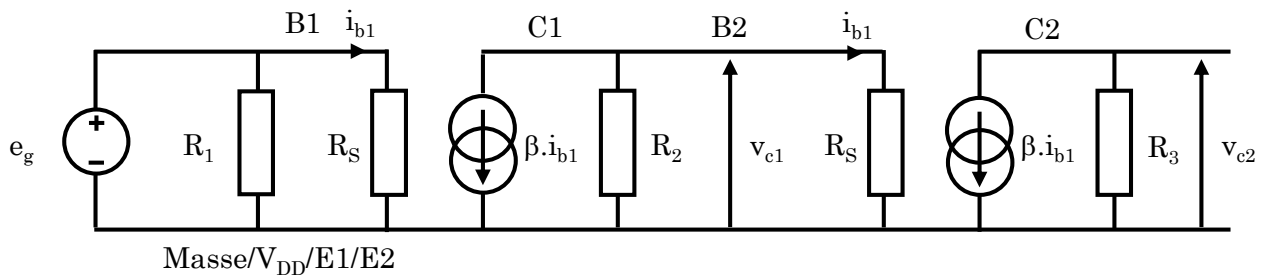 B1 i_b1 C1 B2 i_b1 C2
+
−
e_g R_1 R_S β.i_b1 R_2 v_c1 R_S β.i_b1 R_3 v_c2
Masse/V_DD/E1/E2